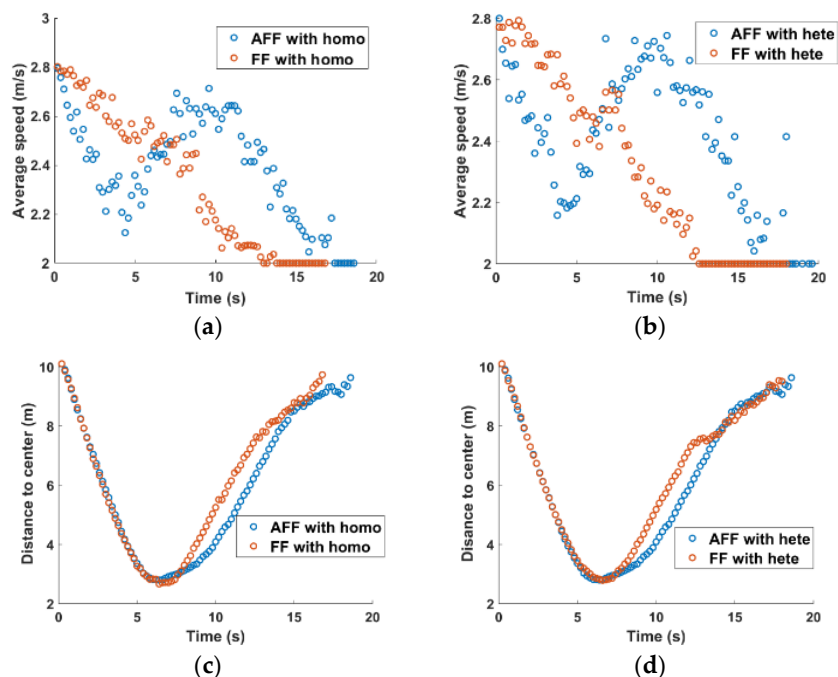 3
2.8
2.6
2.4
2.2
2
0
5
10
15
20
Average speed (m/s)
Time (s)
AFF with homo
FF with homo
(a)
2.8
2.6
2.4
2.2
2
0
5
10
15
20
Average speed (m/s)
Time (s)
AFF with hete
FF with hete
(b)
10
8
6
4
2
0
5
10
15
20
Distance to center (m)
Time (s)
AFF with homo
FF with homo
(c)
10
8
6
4
2
0
5
10
15
20
Disance to center (m)
Time (s)
AFF with hete
FF with hete
(d)